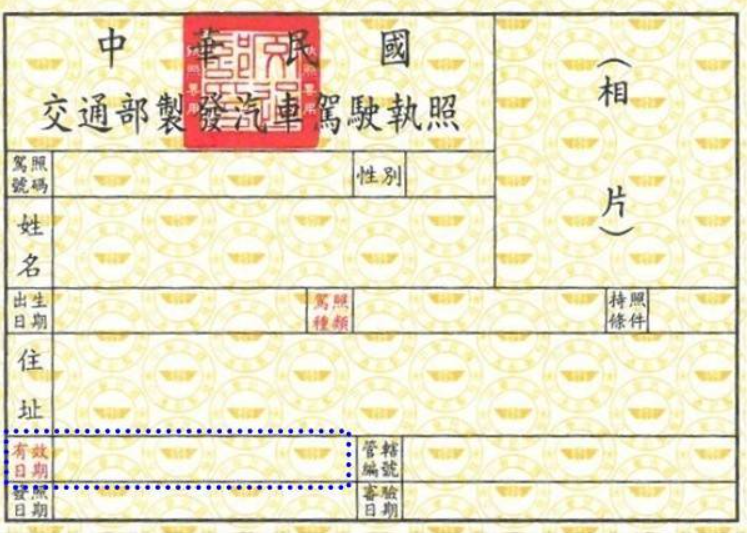 中華民國
交通部製發汽車駕駛執照
(相片)
駕照號碼
性別
姓名
出生日期
駕照種類
持照條件
住址
有效日期
管轄編號
發照日期
審驗日期